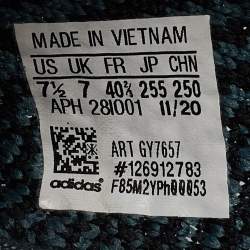 MADE IN VIETNAM
US UK FR JP CHN
7½ 7 40⅔ 255 250
APH 28I001 11/20
ART GY7657
#126912783
adidas F85M2YPh00053